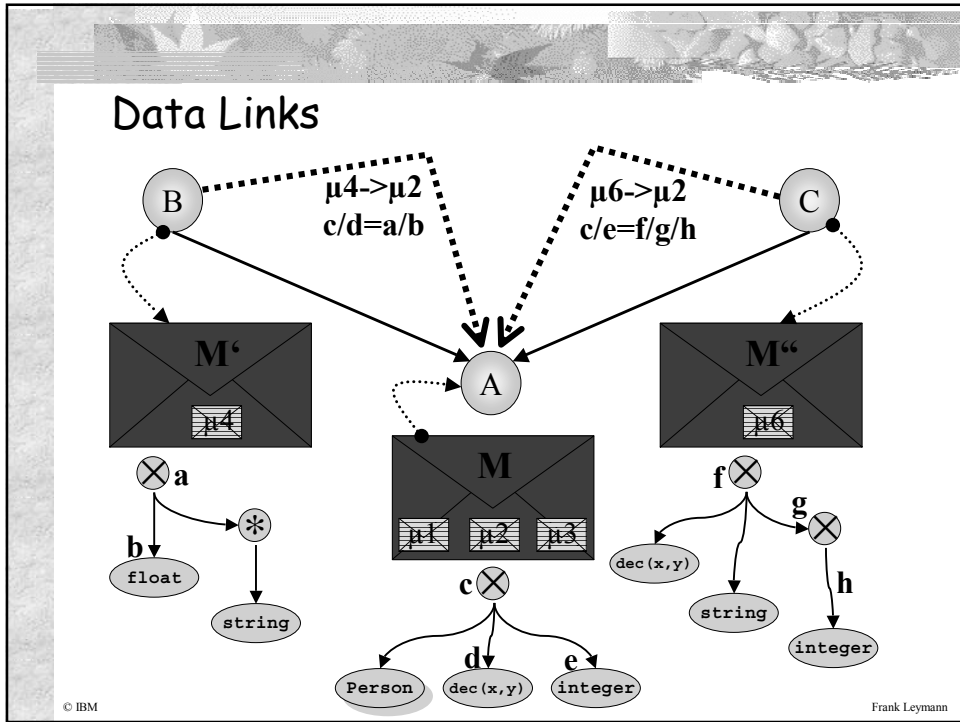 Data Links
B
µ4->µ2
c/d=a/b
µ6->µ2
c/e=f/g/h
C
M‘
µ4
A
M“
µ6
M
µ1 µ2 µ3
a
b
float
*
string
c
Person
d
dec(x,y)
e
integer
f
g
dec(x,y)
string
h
integer
© IBM
Frank Leymann